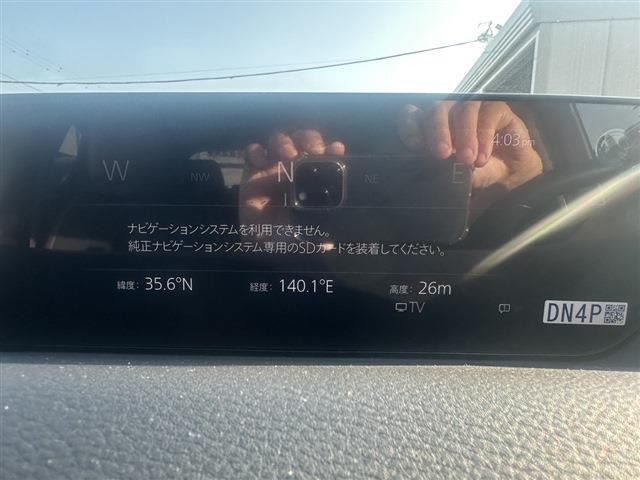 4:03pm
W NW N NE E
ナビゲーションシステムを利用できません。
純正ナビゲーションシステム専用のSDカードを装着してください。
緯度: 35.6°N 経度: 140.1°E 高度: 26m
TV
DN4P